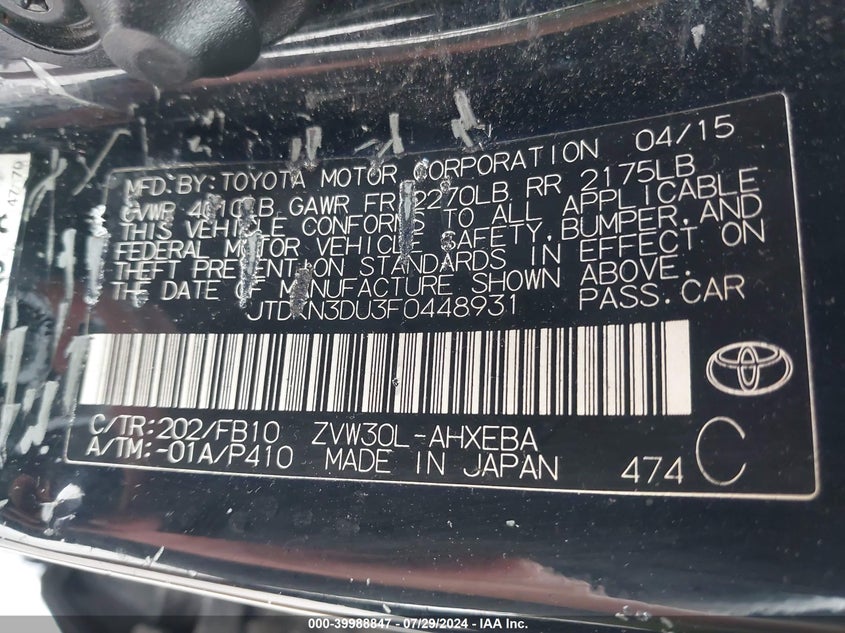 04/15
MFD. BY: TOYOTA MOTOR CORPORATION
GVWR GAWR FR 2270LB RR 2175LB
THIS VEHICLE CONFORMS TO ALL APPLICABLE
FEDERAL MOTOR VEHICLE SAFETY, BUMPER, AND
THEFT PREVENTION STANDARDS IN EFFECT ON
THE DATE OF MANUFACTURE SHOWN ABOVE.
PASS. CAR
C/TR: 202/FB10 ZVW30L-AHXEBA
A/TM: -01A/P410 MADE IN JAPAN 474 C
000-39988847 - 07/29/2024 - IAA Inc.